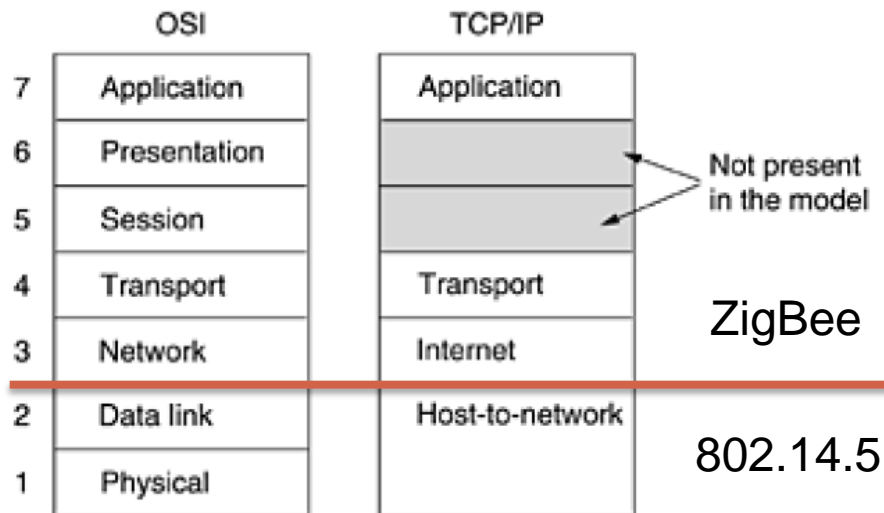 OSI
TCP/IP
7
Application
Application
6
Presentation
5
Session
Not present
in the model
4
Transport
Transport
ZigBee
3
Network
Internet
2
Data link
Host-to-network
802.14.5
1
Physical